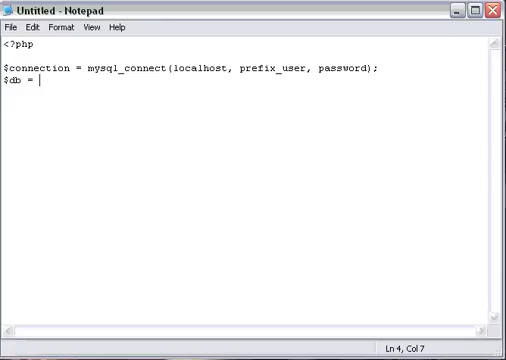 Untitled - Notepad
File Edit Format View Help
<?php
$connection = mysql_connect(localhost, prefix_user, password);
$db =
Ln 4, Col 7